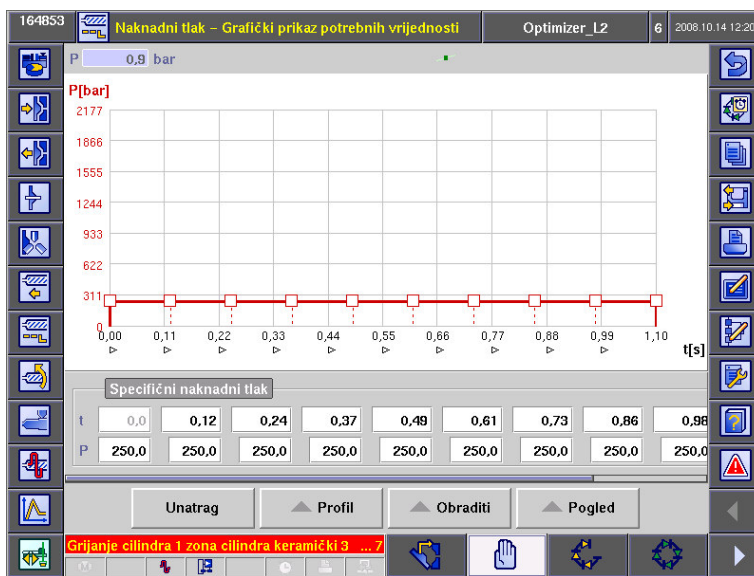 164853 Naknadni tlak – Grafički prikaz potrebnih vrijednosti Optimizer_L2 6 2008.10.14 12:20
P 0,9 bar
P[bar]
2177
1866
1555
1244
933
622
311
0
0,00 0,11 0,22 0,33 0,44 0,55 0,66 0,77 0,88 0,99 1,10
t[s]
Specifični naknadni tlak
t 0,0 0,12 0,24 0,37 0,49 0,61 0,73 0,86 0,98
P 250,0 250,0 250,0 250,0 250,0 250,0 250,0 250,0 250,0
Unatrag Profil Obraditi Pogled
Grijanje cilindra 1 zona cilindra keramički 3 ... 7